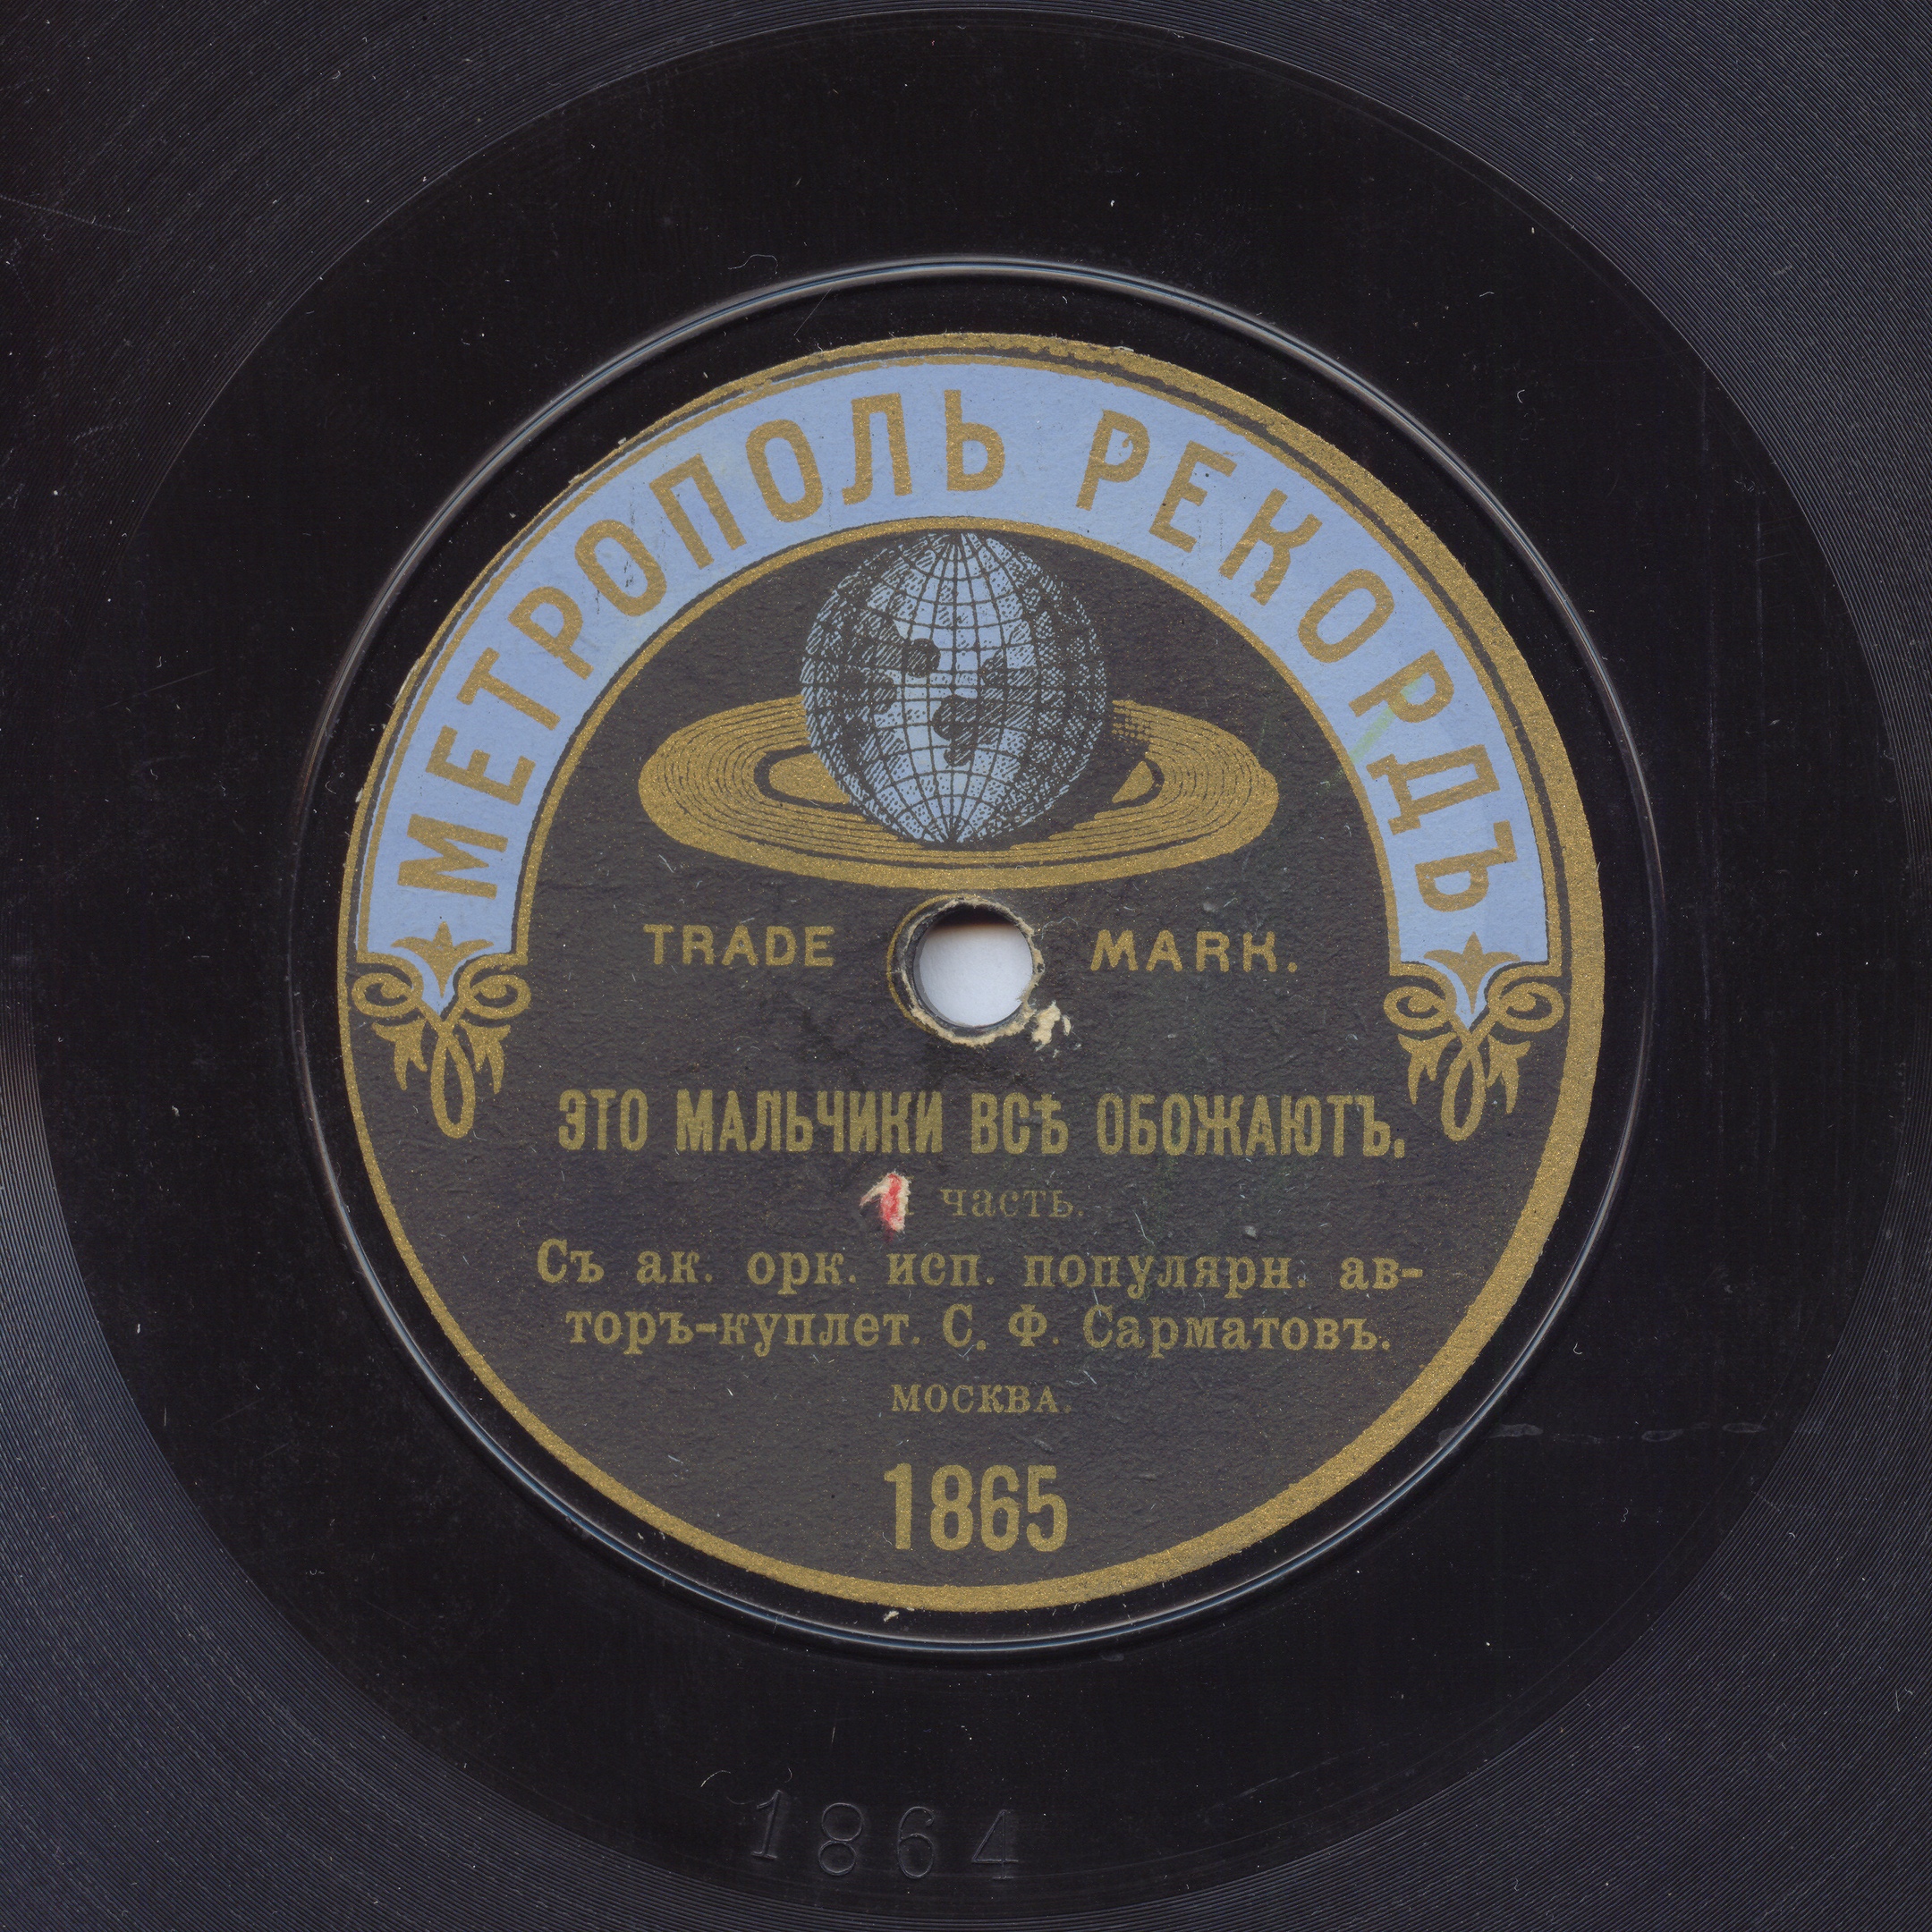 МЕТРОПОЛЬ РЕКОРДЪ
TRADE MARK.
ЭТО МАЛЬЧИКИ ВСѢ ОБОЖАЮТЪ.
часть.
Съ ак. орк. исп. популярн. ав-
торъ-куплет. С. Ф. Сарматовъ.
МОСКВА.
1865
1864